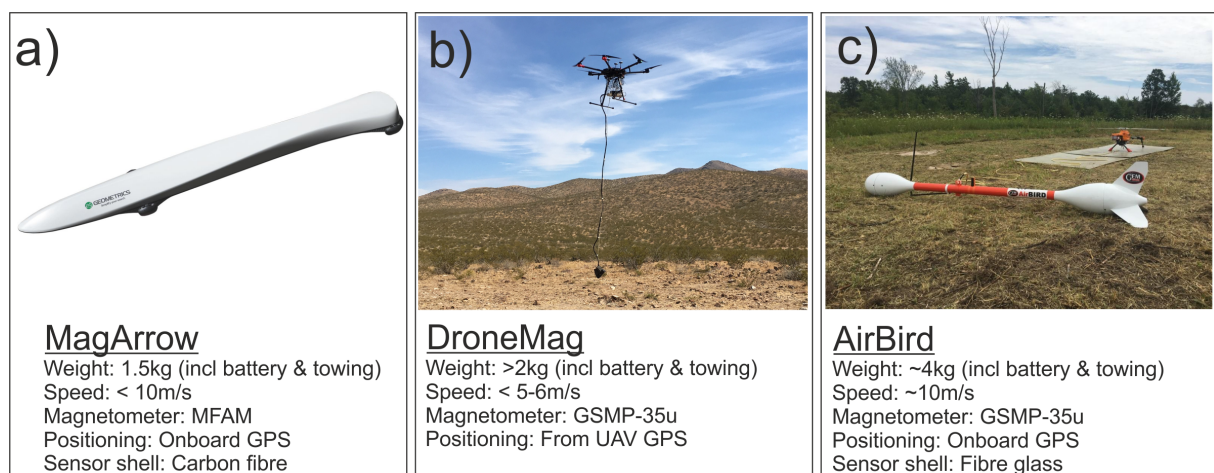 a)
GEOMETRICS
MagArrow
Weight: 1.5kg (incl battery & towing)
Speed: < 10m/s
Magnetometer: MFAM
Positioning: Onboard GPS
Sensor shell: Carbon fibre
b)
DroneMag
Weight: >2kg (incl battery & towing)
Speed: < 5-6m/s
Magnetometer: GSMP-35u
Positioning: From UAV GPS
c)
GEM
AirBIRD
AirBird
Weight: ~4kg (incl battery & towing)
Speed: ~10m/s
Magnetometer: GSMP-35u
Positioning: Onboard GPS
Sensor shell: Fibre glass